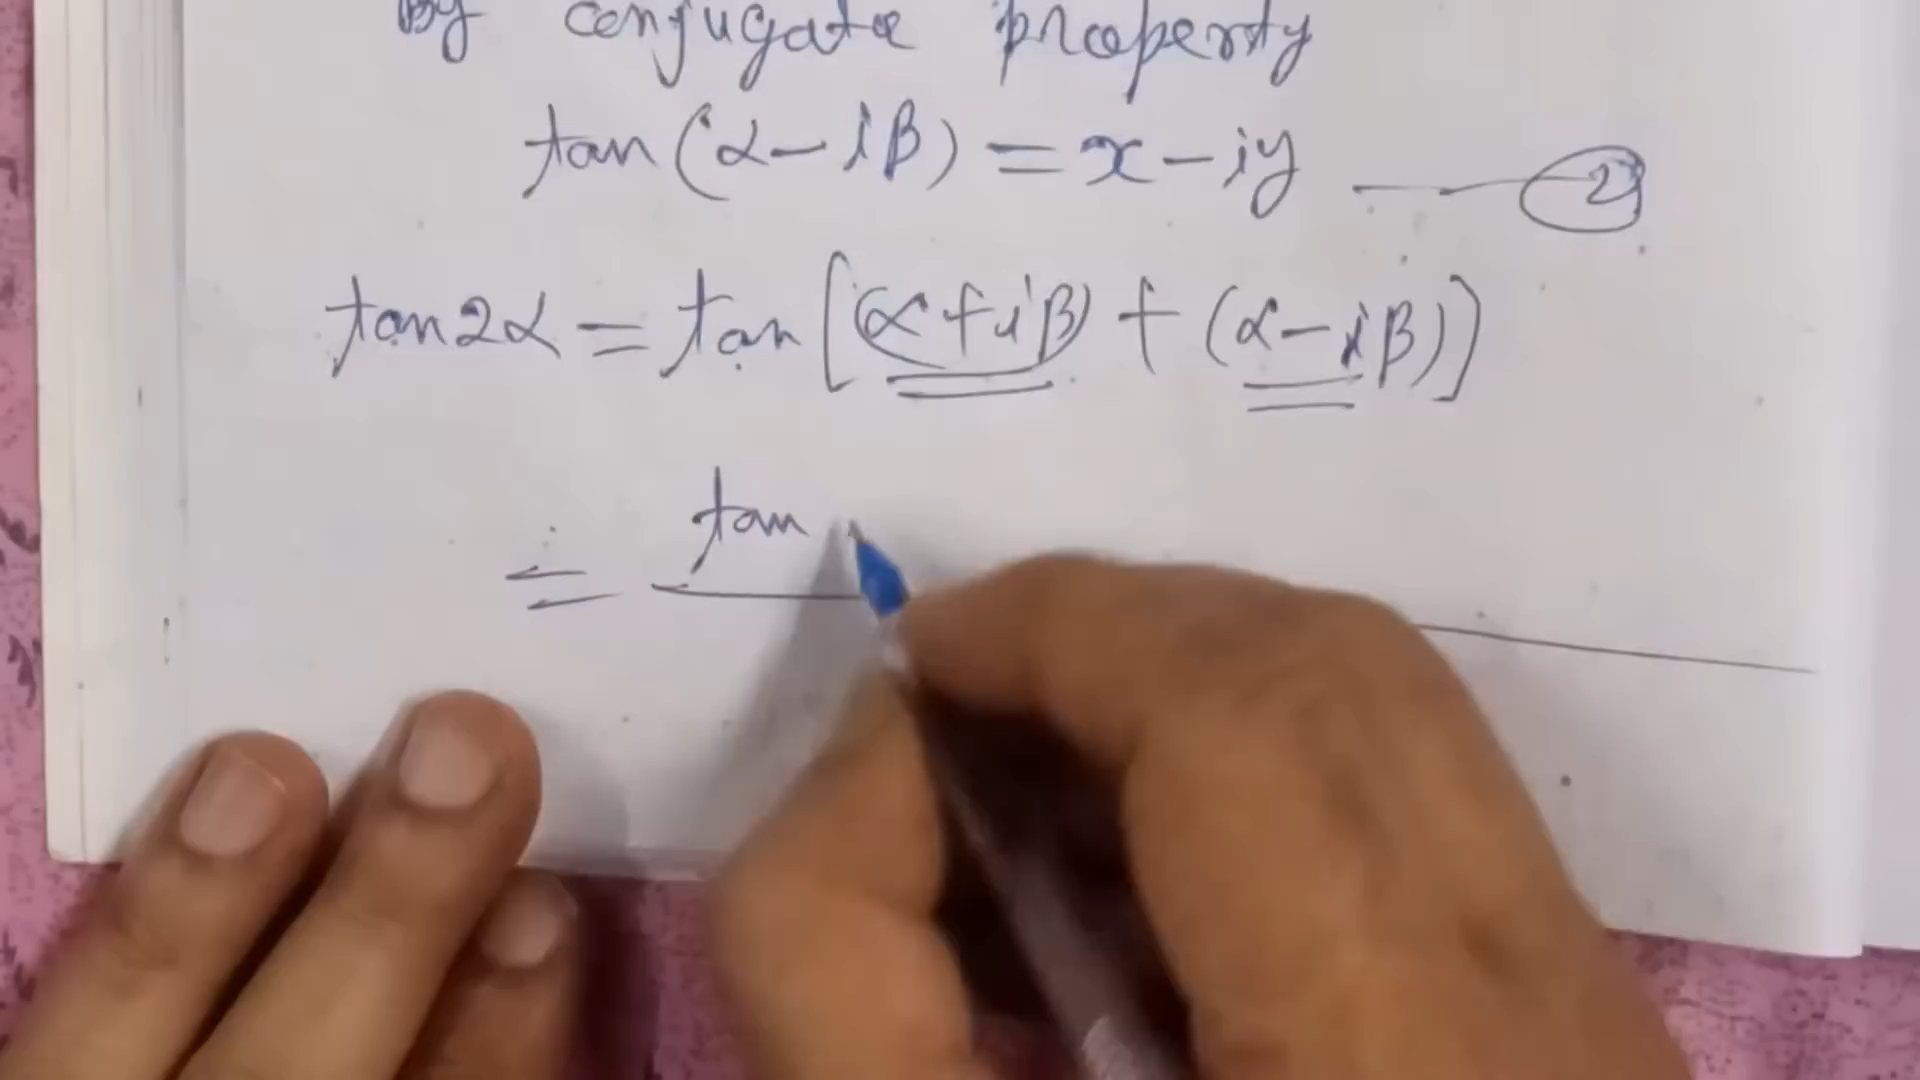 By conjugate property
tan(α-iβ) = x-iy —— 2
tan2α = tan[(α+iβ) + (α-iβ)]
= tan